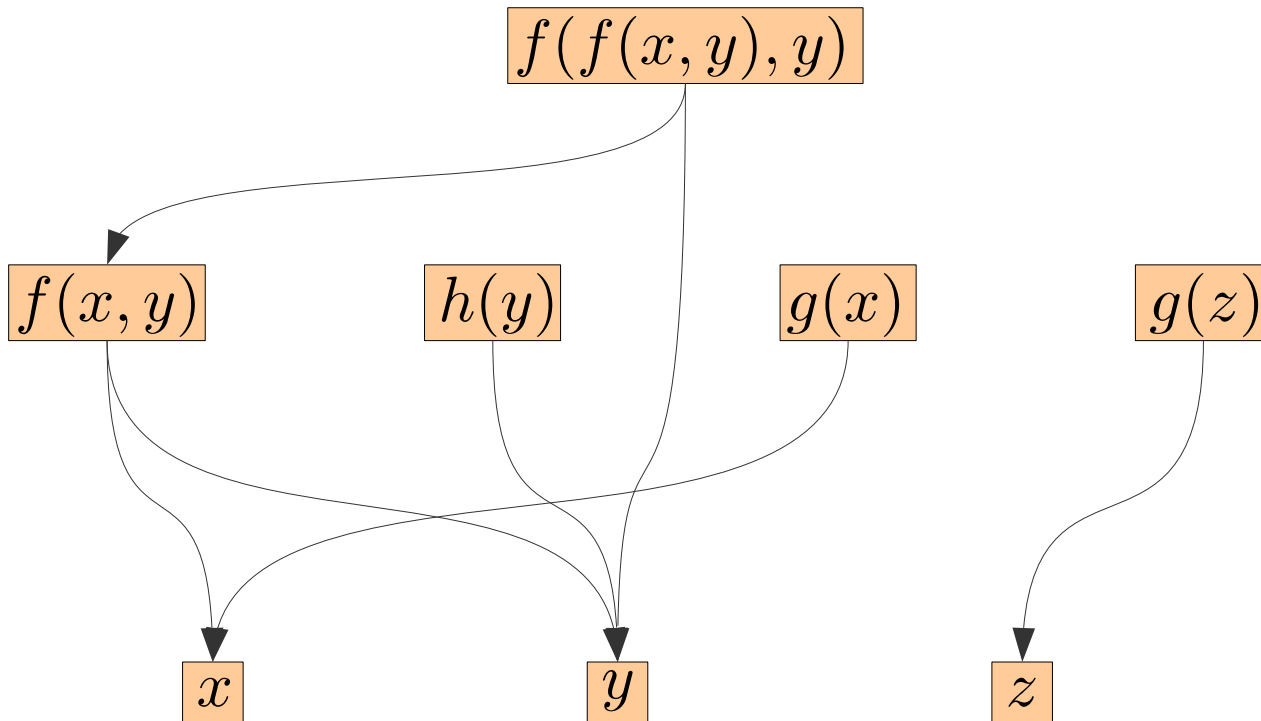 f(f(x, y), y)
f(x, y) h(y) g(x) g(z)
x y z